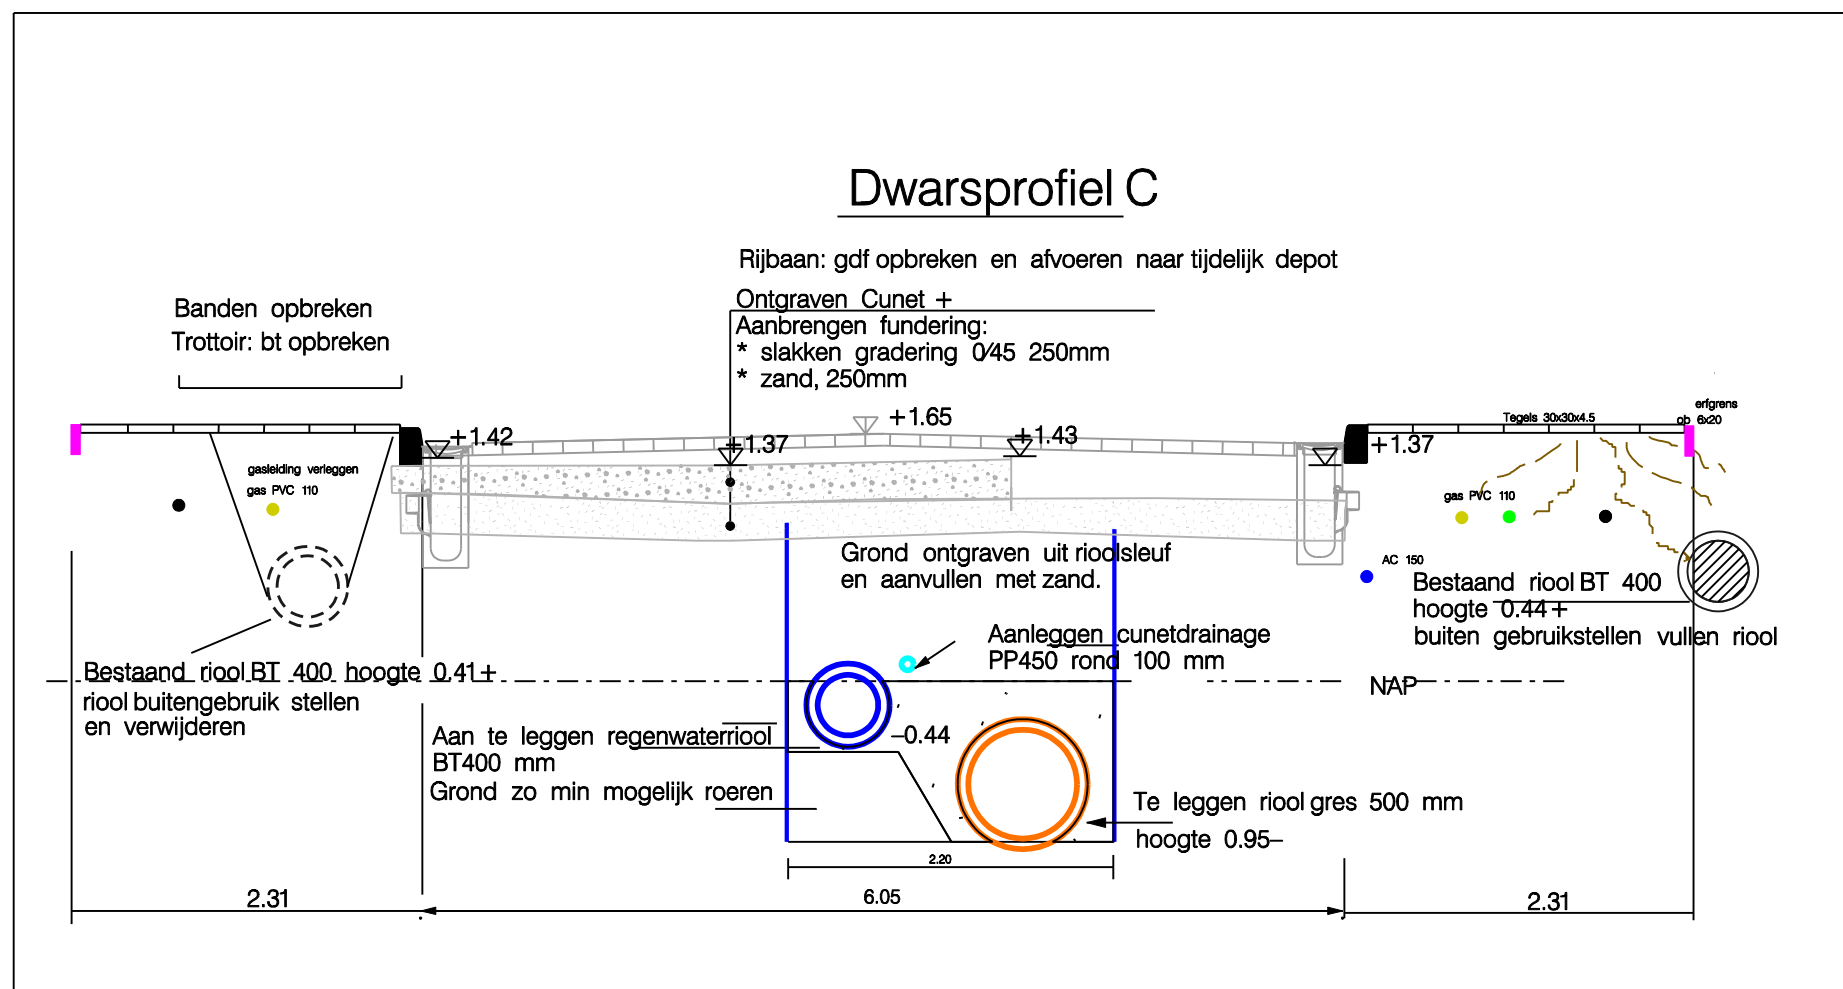 Dwarsprofiel C
Rijbaan: gdf opbreken en afvoeren naar tijdelijk depot
Ontgraven Cunet +
Aanbrengen fundering:
* slakken gradering 0/45 250mm
* zand, 250mm
Banden opbreken
Trottoir: bt opbreken
+1.42
+1.37
+1.65
+1.43
+1.37
Tegels 30x30x4.5
erfgrens
ob 6x20
gasleiding verleggen
gas PVC 110
gas PVC 110
AC 150
Grond ontgraven uit rioolsleuf
en aanvullen met zand.
Bestaand riool BT 400
hoogte 0.44+
buiten gebruikstellen vullen riool
Aanleggen cunetdrainage
PP450 rond 100 mm
Bestaand riool BT 400 hoogte 0.41+
riool buitengebruik stellen
en verwijderen
NAP
Aan te leggen regenwaterriool
BT400 mm
Grond zo min mogelijk roeren
-0.44
Te leggen riool gres 500 mm
hoogte 0.95-
2.20
2.31
6.05
2.31